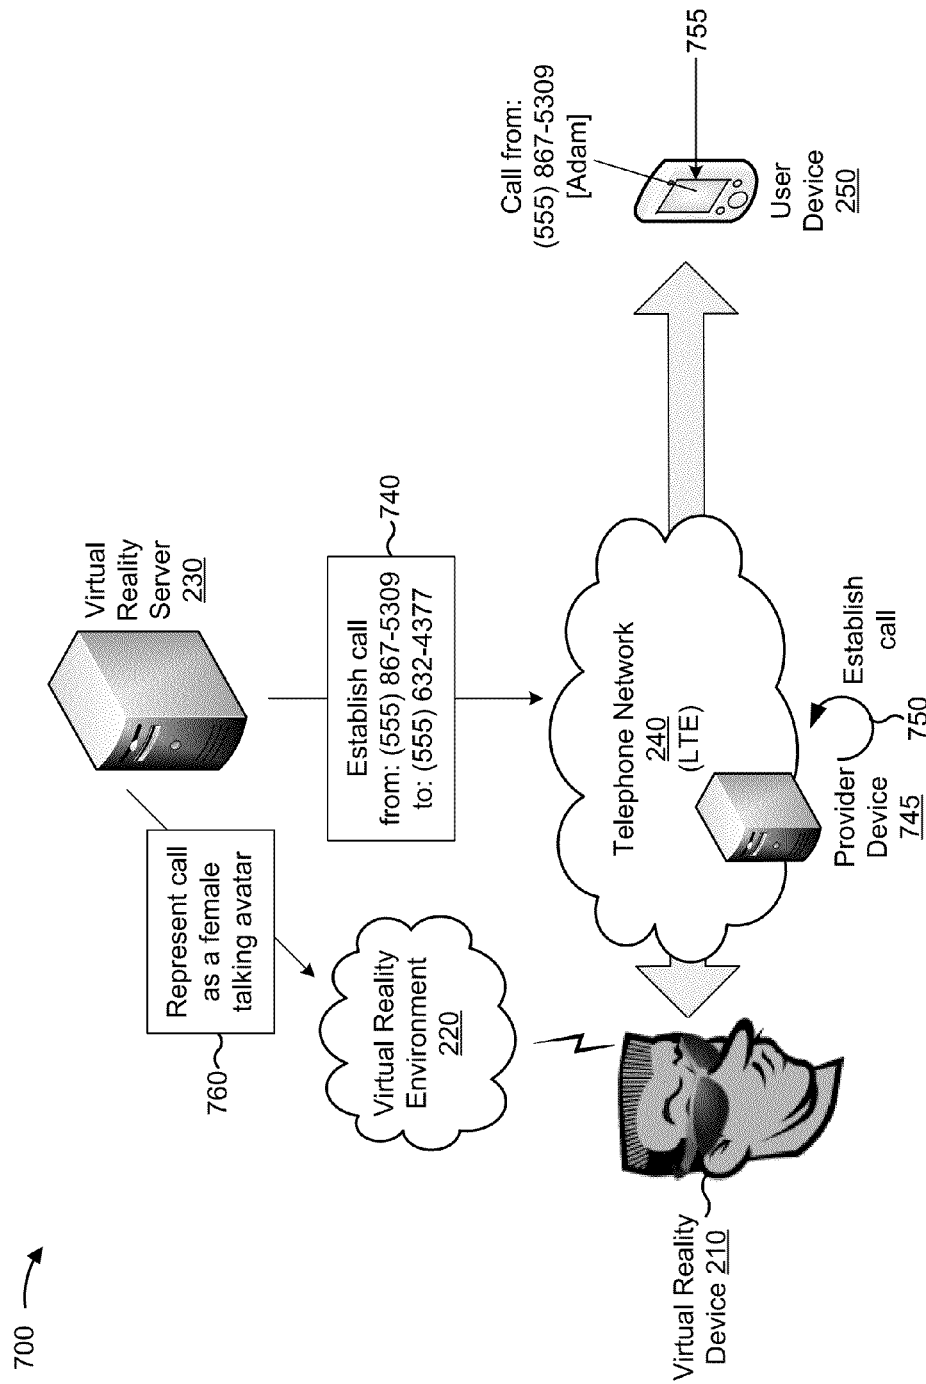 700
Virtual
Reality
Server
230
Represent call
as a female
talking avatar
760
Establish call
from: (555) 867-5309
to: (555) 632-4377
740
Virtual Reality
Environment
220
Call from:
(555) 867-5309
[Adam]
755
Telephone Network
240
(LTE)
User
Device
250
Virtual Reality
Device 210
Provider
Device
745
Establish
call
750